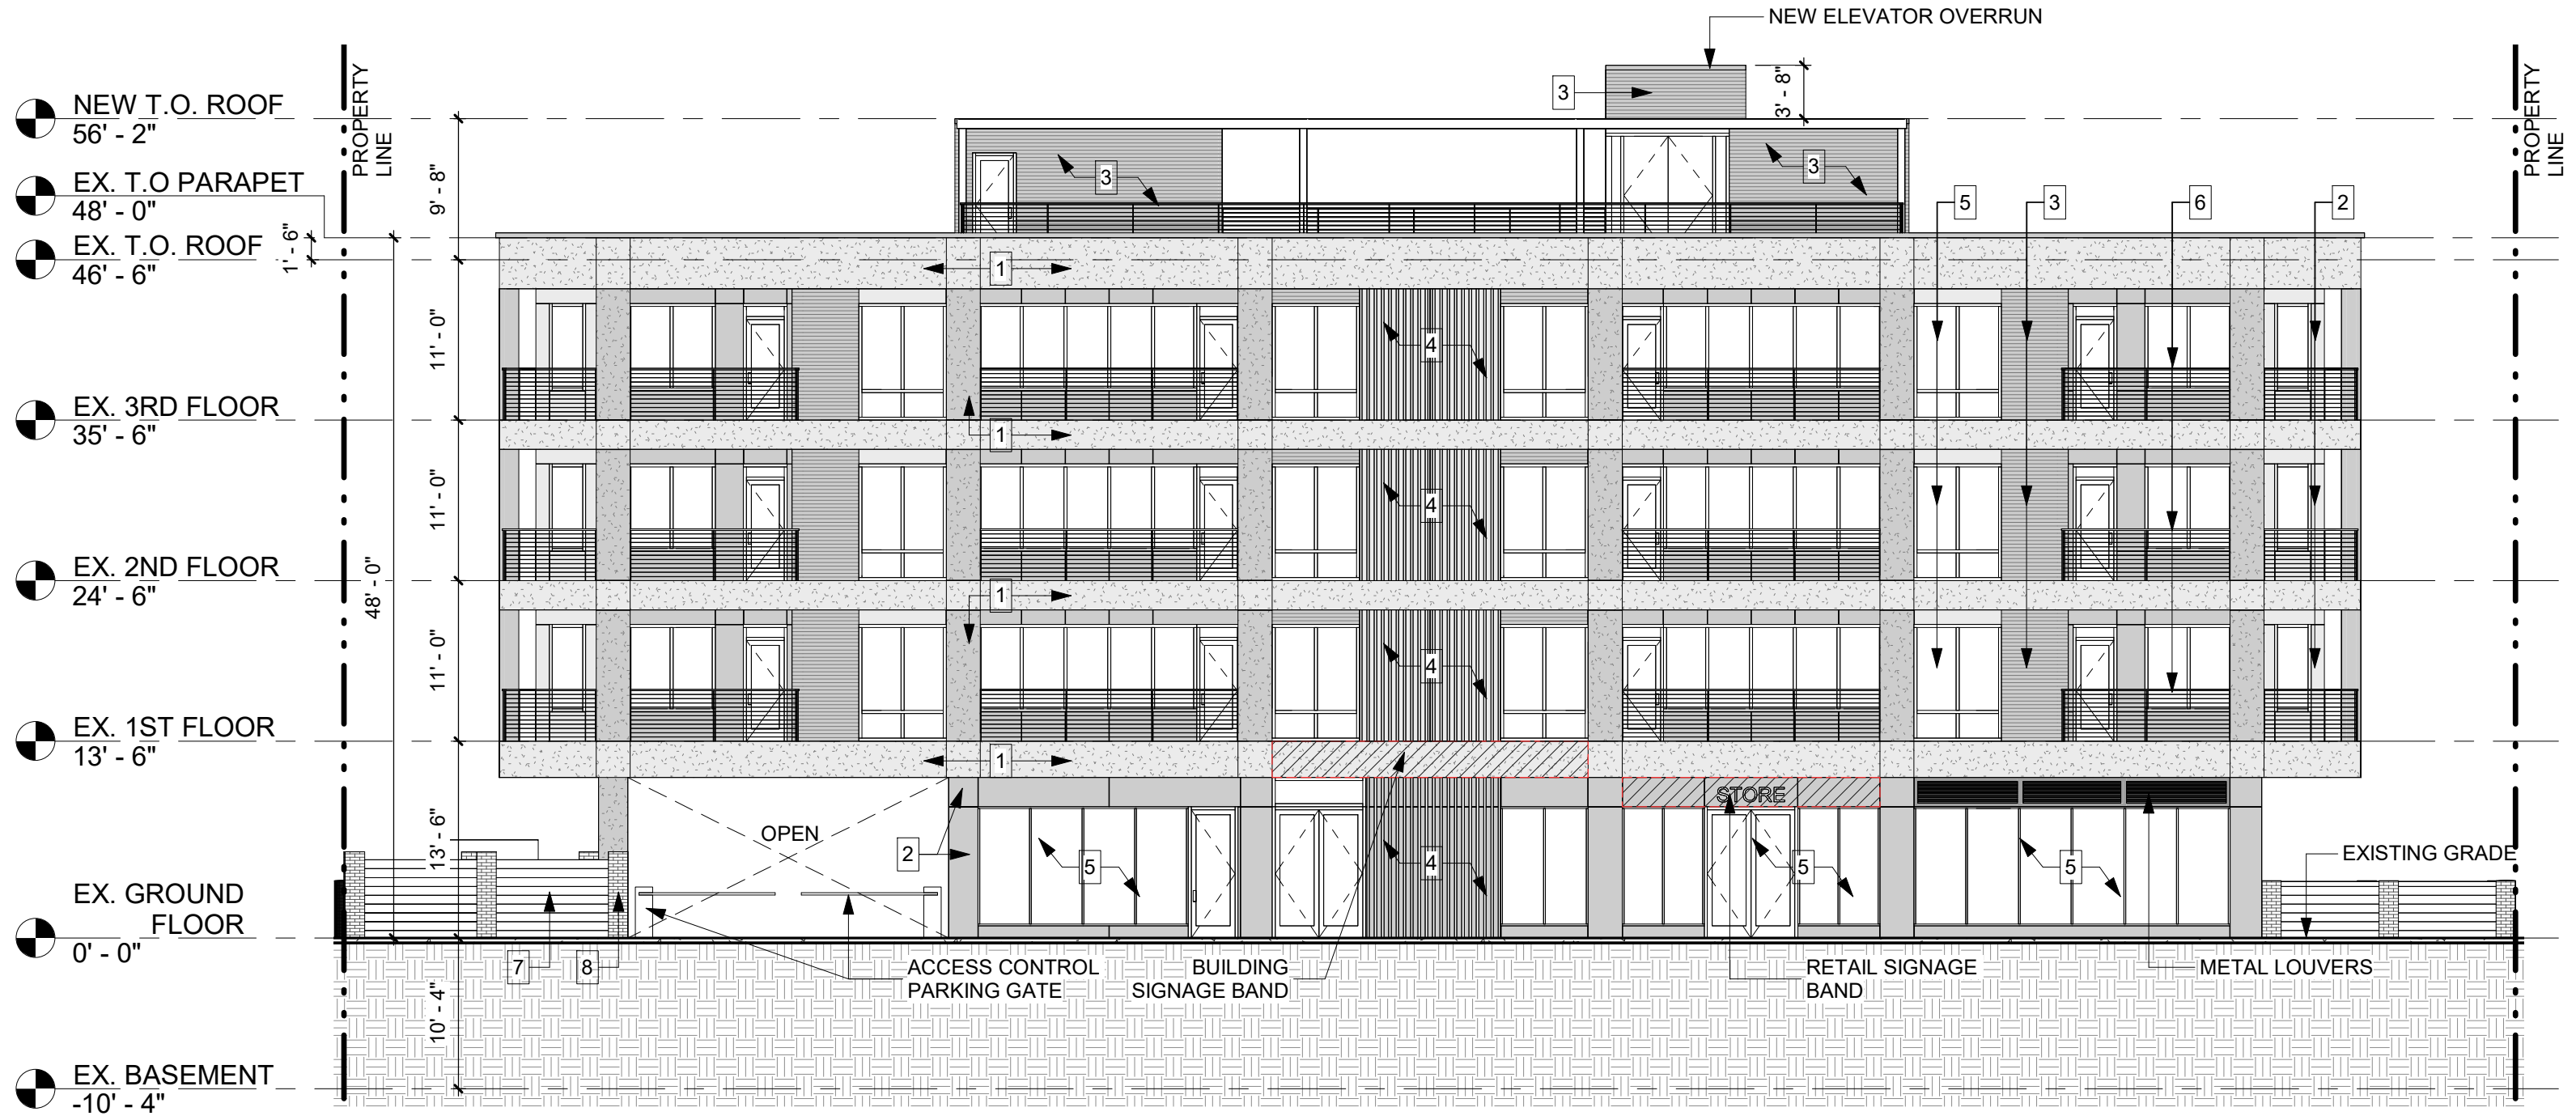 NEW ELEVATOR OVERRUN
3' - 8"
3
NEW T.O. ROOF
56' - 2"
PROPERTY
LINE
PROPERTY
LINE
EX. T.O PARAPET
48' - 0"
9' - 8"
3
3
5
3
6
2
EX. T.O. ROOF
46' - 6"
1' - 6"
1
11' - 0"
4
EX. 3RD FLOOR
35' - 6"
1
11' - 0"
4
EX. 2ND FLOOR
24' - 6"
48' - 0"
1
11' - 0"
4
EX. 1ST FLOOR
13' - 6"
1
STORE
OPEN
13' - 6"
2
5
4
5
5
EXISTING GRADE
EX. GROUND
FLOOR
0' - 0"
7
8
ACCESS CONTROL
PARKING GATE
BUILDING
SIGNAGE BAND
RETAIL SIGNAGE
BAND
METAL LOUVERS
10' - 4"
EX. BASEMENT
-10' - 4"